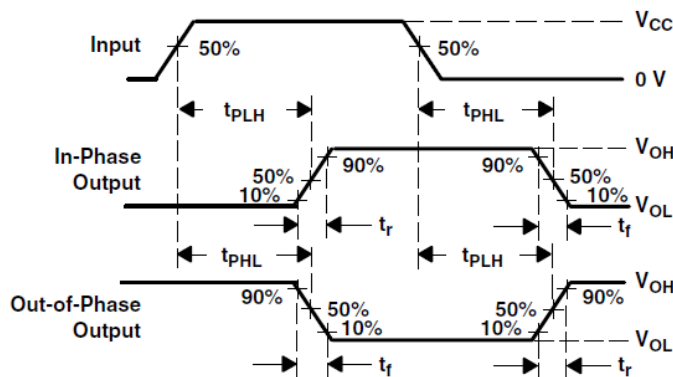 VCC
Input
50%
50%
0 V
tPLH
tPHL
VOH
In-Phase
Output
90%
90%
50%
50%
10%
10%
VOL
tr
tf
tPHL
tPLH
VOH
Out-of-Phase
Output
90%
90%
50%
50%
10%
10%
VOL
tf
tr